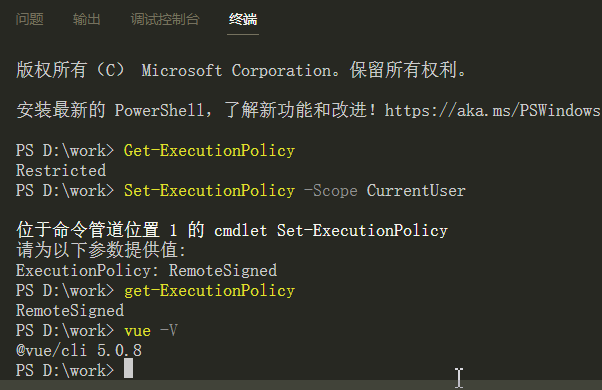 问题 输出 调试控制台 终端
版权所有（C） Microsoft Corporation。保留所有权利。
安装最新的 PowerShell，了解新功能和改进！https://aka.ms/PSWindows
PS D:\work> Get-ExecutionPolicy
Restricted
PS D:\work> Set-ExecutionPolicy -Scope CurrentUser
位于命令管道位置 1 的 cmdlet Set-ExecutionPolicy
请为以下参数提供值:
ExecutionPolicy: RemoteSigned
PS D:\work> get-ExecutionPolicy
RemoteSigned
PS D:\work> vue -V
@vue/cli 5.0.8
PS D:\work>